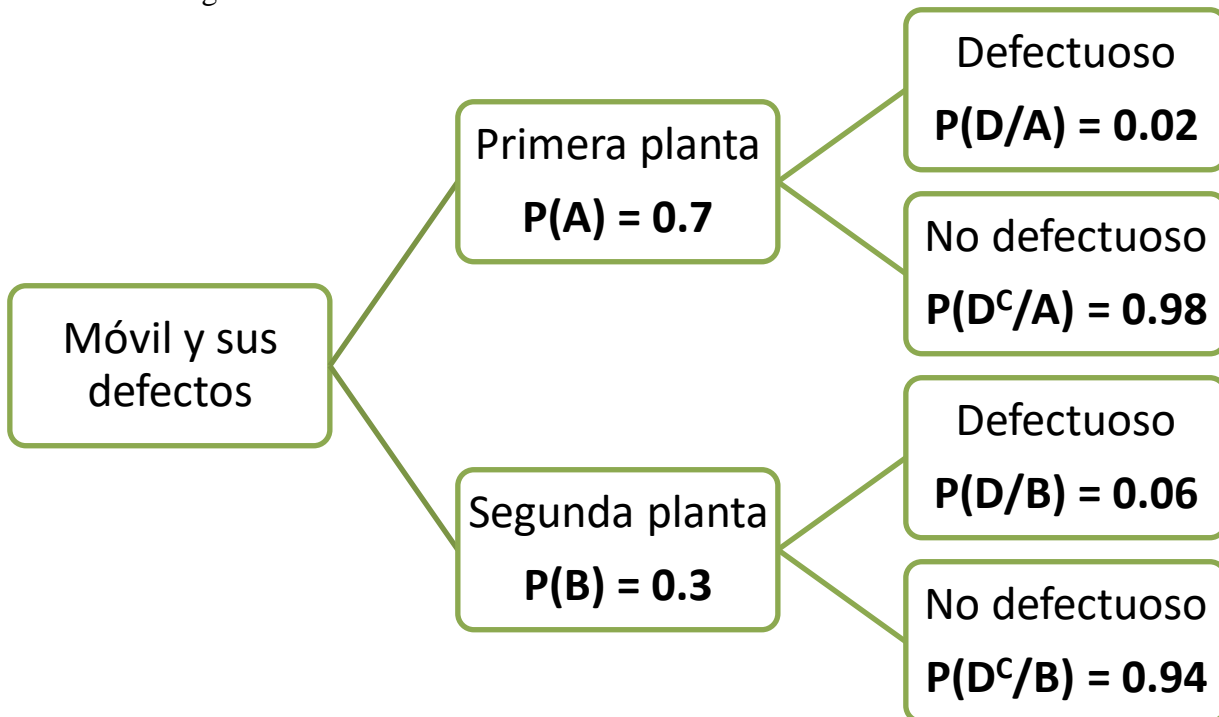 Móvil y sus
defectos
Primera planta
P(A) = 0.7
Defectuoso
P(D/A) = 0.02
No defectuoso
P(Dᶜ/A) = 0.98
Segunda planta
P(B) = 0.3
Defectuoso
P(D/B) = 0.06
No defectuoso
P(Dᶜ/B) = 0.94